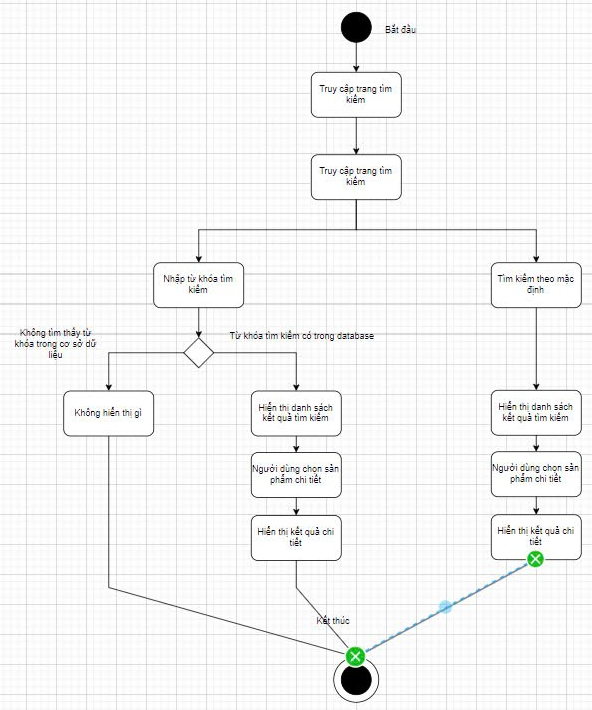 Bắt đầu
Truy cập trang tìm
kiếm
Truy cập trang tìm
kiếm
Nhập từ khóa tìm
kiếm
Tìm kiếm theo mặc
định
Không tìm thấy từ
khóa trong cơ sở dữ
liệu
Từ khóa tìm kiếm có trong database
Không hiển thị gì
Hiển thị danh sách
kết quả tìm kiếm
Hiển thị danh sách
kết quả tìm kiếm
Người dùng chọn sản
phẩm chi tiết
Người dùng chọn sản
phẩm chi tiết
Hiển thị kết quả chi
tiết
Hiển thị kết quả chi
tiết
Kết thúc